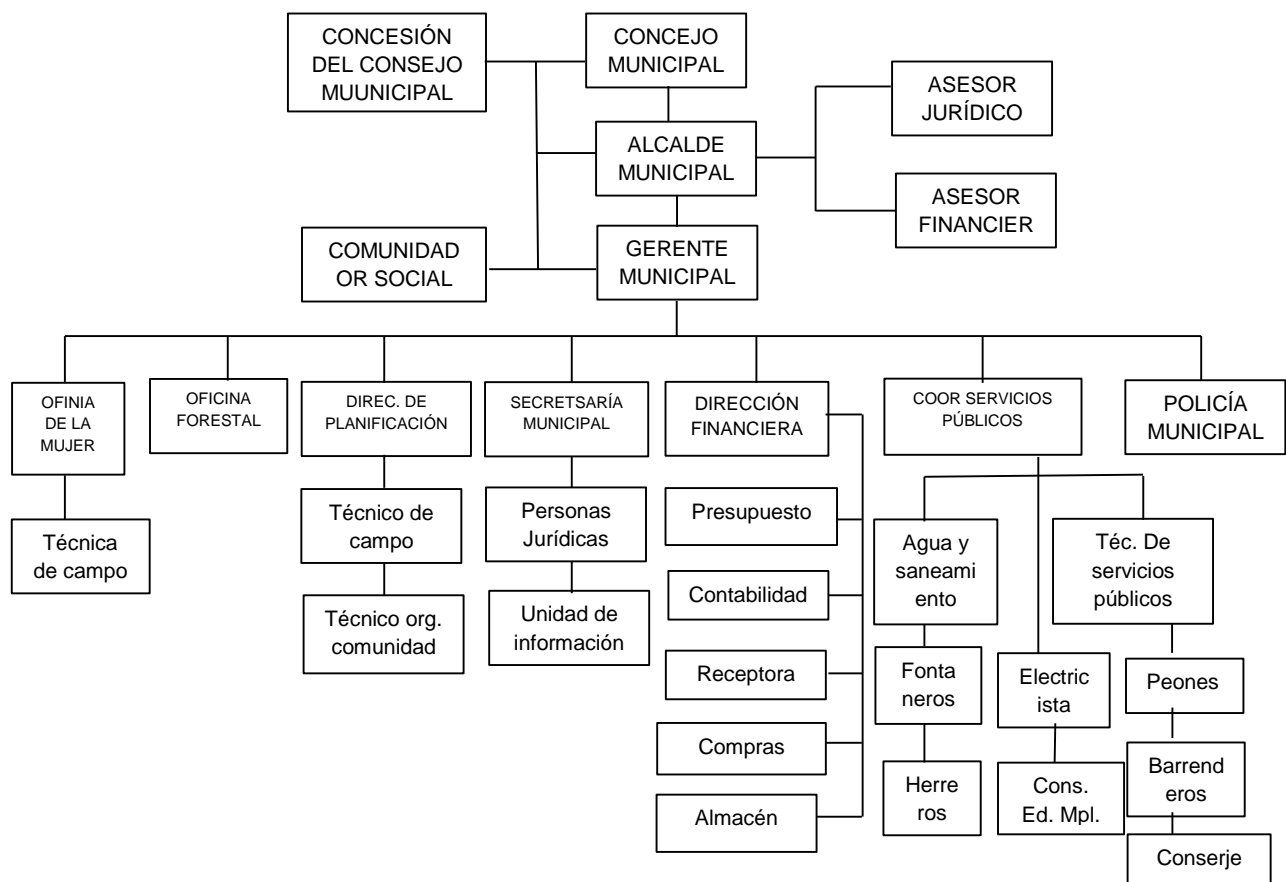 CONCESIÓN
DEL CONSEJO
MUUNICIPAL
CONCEJO
MUNICIPAL
ASESOR
JURÍDICO
ALCALDE
MUNICIPAL
ASESOR
FINANCIER
COMUNIDAD
OR SOCIAL
GERENTE
MUNICIPAL
OFINIA
DE LA
MUJER
OFICINA
FORESTAL
DIREC. DE
PLANIFICACIÓN
SECRETSARÍA
MUNICIPAL
DIRECCIÓN
FINANCIERA
COOR SERVICIOS
PÚBLICOS
POLICÍA
MUNICIPAL
Técnica
de campo
Técnico de
campo
Técnico org.
comunidad
Personas
Jurídicas
Unidad de
información
Presupuesto
Contabilidad
Receptora
Compras
Almacén
Agua y
saneami
ento
Fonta
neros
Herre
ros
Electric
ista
Cons.
Ed. Mpl.
Téc. De
servicios
públicos
Peones
Barrend
eros
Conserje